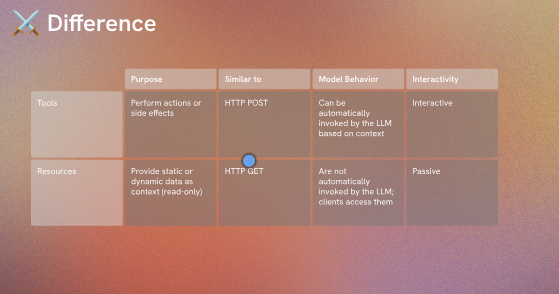 ⚔️ Difference
Purpose
Similar to
Model Behavior
Interactivity
Tools
Perform actions or
side effects
HTTP POST
Can be
automatically
invoked by the LLM
based on context
Interactive
Resources
Provide static or
dynamic data as
context (read-only)
HTTP GET
Are not
automatically
invoked by the LLM;
clients access them
Passive